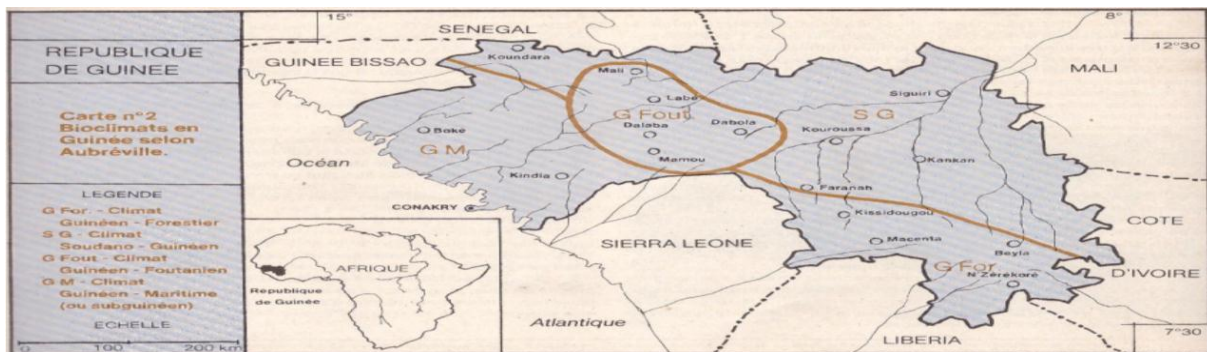 REPUBLIQUE
DE GUINEE
Carte n°2
Bioclimats en
Guinée selon
Aubréville.
LEGENDE
G For. - Climat
Guinéen - Forestier
S G - Climat
Soudano - Guinéen
G Fout - Climat
Guinéen - Foutanien
G M - Climat
Guinéen - Maritime
(ou subguinéen)
ECHELLE
0 100 200 km
15°
8°
12°30
SENEGAL
GUINEE BISSAO
MALI
Koundara
Mali
Labé
Siguiri
G Fout.
S G
Dalaba
Dabola
Kouroussa
Boké
G M
Mamou
Kankan
Océan
Kindia
Faranah
CONAKRY
Kissidougou
COTE
SIERRA LEONE
Macenta
Beyla
D'IVOIRE
G For.
N'Zérékoré
AFRIQUE
Republique
de Guinée
Atlantique
LIBERIA
7°30